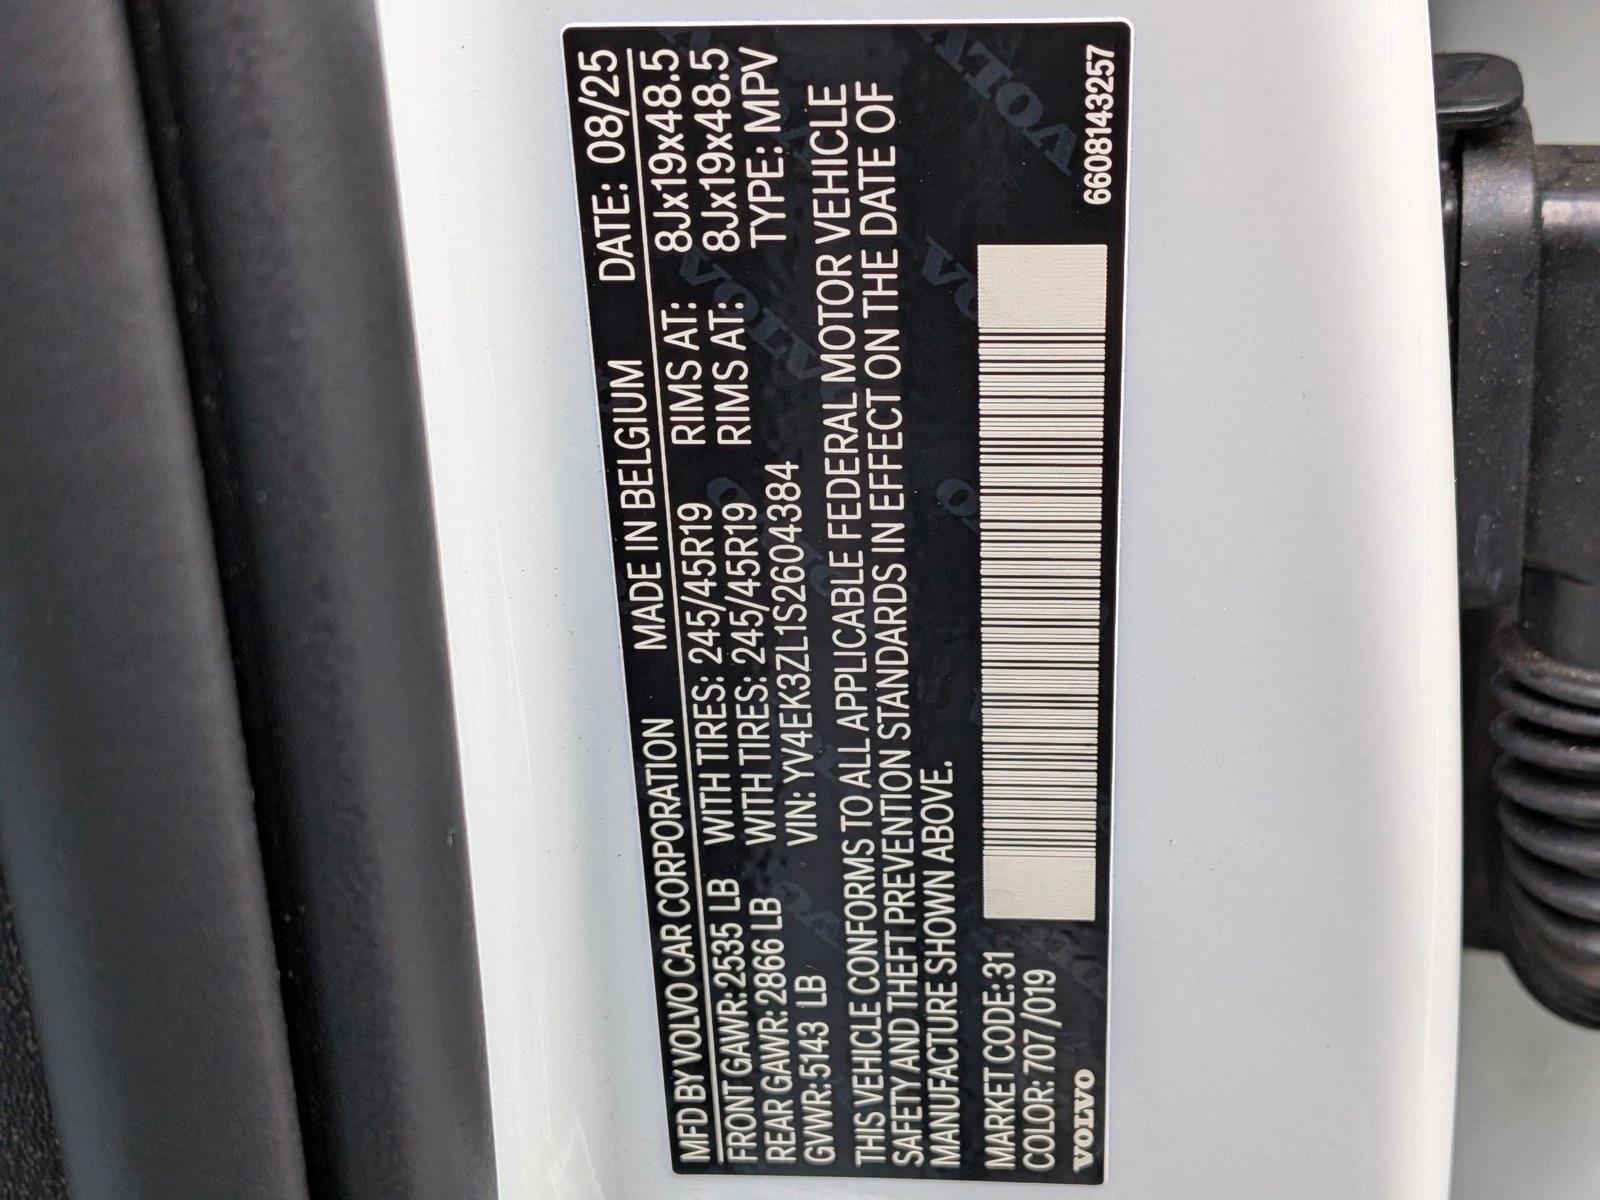 MFD BY VOLVO CAR CORPORATION MADE IN BELGIUM DATE: 08/25
FRONT GAWR: 2535 LB WITH TIRES: 245/45R19 RIMS AT: 8Jx19x48.5
REAR GAWR: 2866 LB WITH TIRES: 245/45R19 RIMS AT: 8Jx19x48.5
GVWR: 5143 LB VIN: YV4EK3ZL1S2604384 TYPE: MPV
THIS VEHICLE CONFORMS TO ALL APPLICABLE FEDERAL MOTOR VEHICLE
SAFETY AND THEFT PREVENTION STANDARDS IN EFFECT ON THE DATE OF
MANUFACTURE SHOWN ABOVE.
MARKET CODE: 31
COLOR: 707/019
VOLVO
6608143257